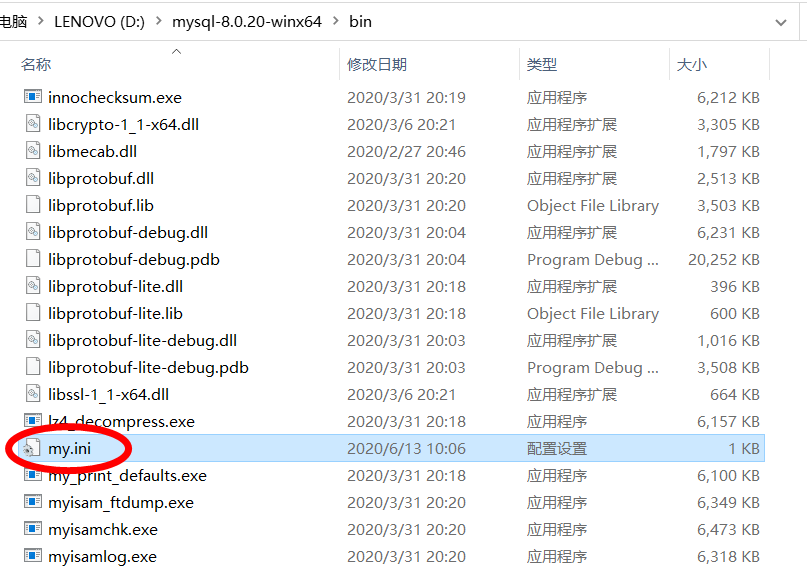 电脑 > LENOVO (D:) > mysql-8.0.20-winx64 > bin
名称 修改日期 类型 大小
innochecksum.exe 2020/3/31 20:19 应用程序 6,212 KB
libcrypto-1_1-x64.dll 2020/3/6 20:21 应用程序扩展 3,305 KB
libmecab.dll 2020/2/27 20:46 应用程序扩展 1,797 KB
libprotobuf.dll 2020/3/31 20:20 应用程序扩展 2,513 KB
libprotobuf.lib 2020/3/31 20:20 Object File Library 3,503 KB
libprotobuf-debug.dll 2020/3/31 20:04 应用程序扩展 6,231 KB
libprotobuf-debug.pdb 2020/3/31 20:04 Program Debug ... 20,252 KB
libprotobuf-lite.dll 2020/3/31 20:18 应用程序扩展 396 KB
libprotobuf-lite.lib 2020/3/31 20:18 Object File Library 600 KB
libprotobuf-lite-debug.dll 2020/3/31 20:03 应用程序扩展 1,016 KB
libprotobuf-lite-debug.pdb 2020/3/31 20:03 Program Debug ... 3,508 KB
libssl-1_1-x64.dll 2020/3/6 20:21 应用程序扩展 664 KB
lz4_decompress.exe 2020/3/31 20:18 应用程序 6,157 KB
my.ini 2020/6/13 10:06 配置设置 1 KB
my_print_defaults.exe 2020/3/31 20:18 应用程序 6,100 KB
myisam_ftdump.exe 2020/3/31 20:20 应用程序 6,349 KB
myisamchk.exe 2020/3/31 20:20 应用程序 6,473 KB
myisamlog.exe 2020/3/31 20:20 应用程序 6,318 KB